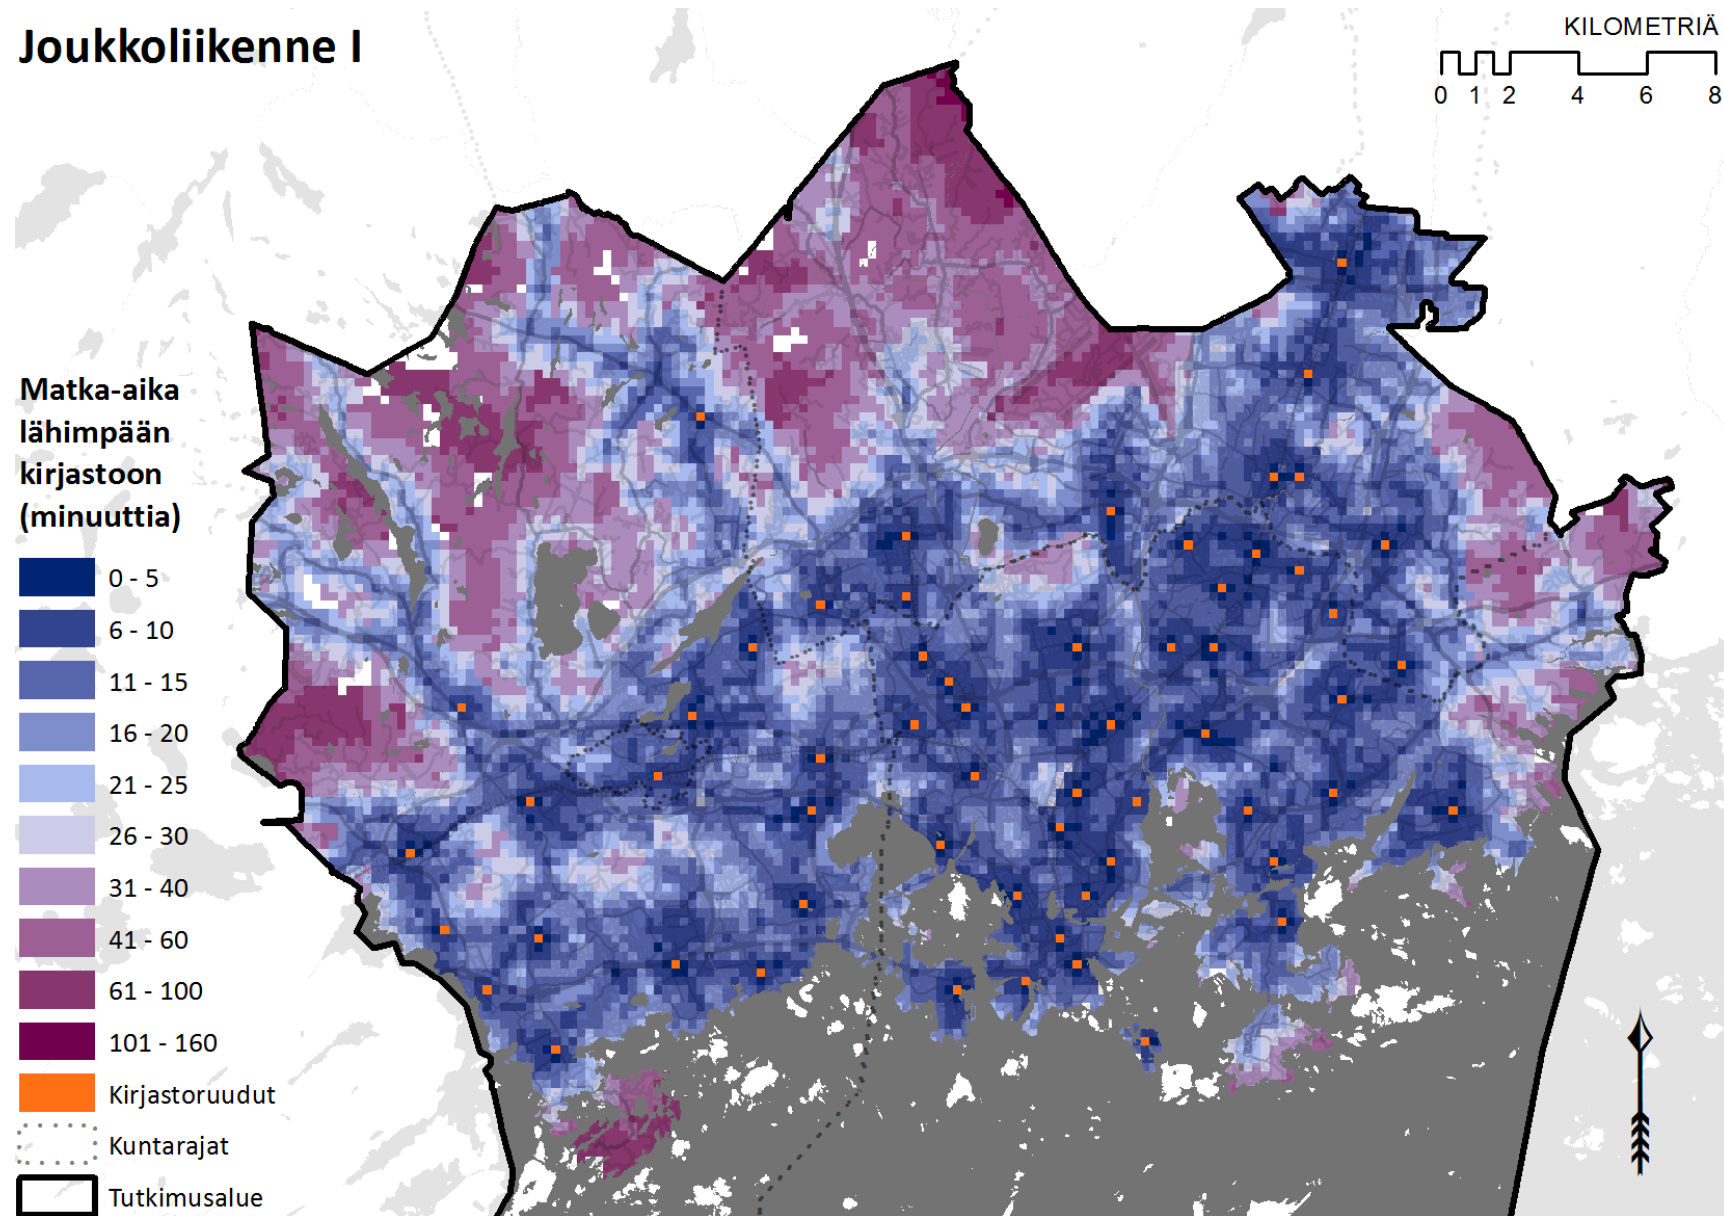 Joukkoliikenne I
KILOMETRIÄ
0 1 2 4 6 8
Matka-aika
lähimpään
kirjastoon
(minuuttia)
0 - 5
6 - 10
11 - 15
16 - 20
21 - 25
26 - 30
31 - 40
41 - 60
61 - 100
101 - 160
Kirjastoruudut
Kuntarajat
Tutkimusalue